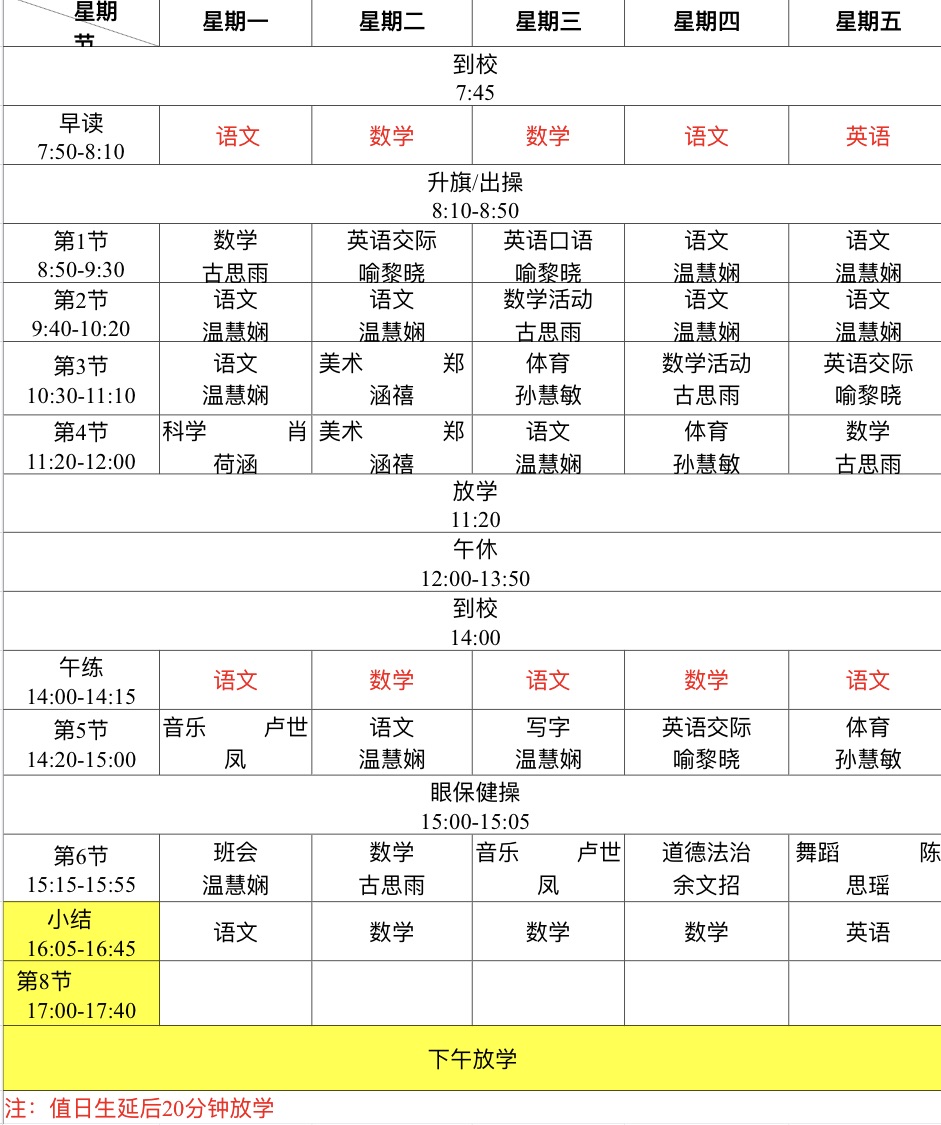 星期 星期一 星期二 星期三 星期四 星期五
节
到校
7:45
早读
7:50-8:10 语文 数学 数学 语文 英语
升旗/出操
8:10-8:50
第1节 数学 英语交际 英语口语 语文 语文
8:50-9:30 古思雨 喻黎晓 喻黎晓 温慧娴 温慧娴
第2节 语文 语文 数学活动 语文 语文
9:40-10:20 温慧娴 温慧娴 古思雨 温慧娴 温慧娴
第3节 语文 美术 郑 体育 数学活动 英语交际
10:30-11:10 温慧娴 涵禧 孙慧敏 古思雨 喻黎晓
第4节 科学 肖 美术 郑 语文 体育 数学
11:20-12:00 荷涵 涵禧 温慧娴 孙慧敏 古思雨
放学
11:20
午休
12:00-13:50
到校
14:00
午练
14:00-14:15 语文 数学 语文 数学 语文
第5节 音乐 卢世 语文 写字 英语交际 体育
14:20-15:00 凤 温慧娴 温慧娴 喻黎晓 孙慧敏
眼保健操
15:00-15:05
第6节 班会 数学 音乐 卢世 道德法治 舞蹈 陈
15:15-15:55 温慧娴 古思雨 凤 余文招 思瑶
小结
16:05-16:45 语文 数学 数学 数学 英语
第8节
17:00-17:40
下午放学
注：值日生延后20分钟放学